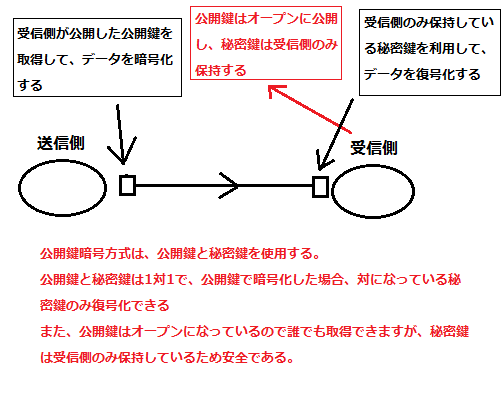 受信側が公開した公開鍵を
取得して、データを暗号化
する
公開鍵はオープンに公開
し、秘密鍵は受信側のみ
保持する
受信側のみ保持してい
る秘密鍵を利用して、
データを復号化する
送信側
受信側
公開鍵暗号方式は、公開鍵と秘密鍵を使用する。
公開鍵と秘密鍵は1対1で、公開鍵で暗号化した場合、対になっている秘
密鍵のみ復号化できる
また、公開鍵はオープンになっているので誰でも取得できますが、秘密鍵
は受信側のみ保持しているため安全である。